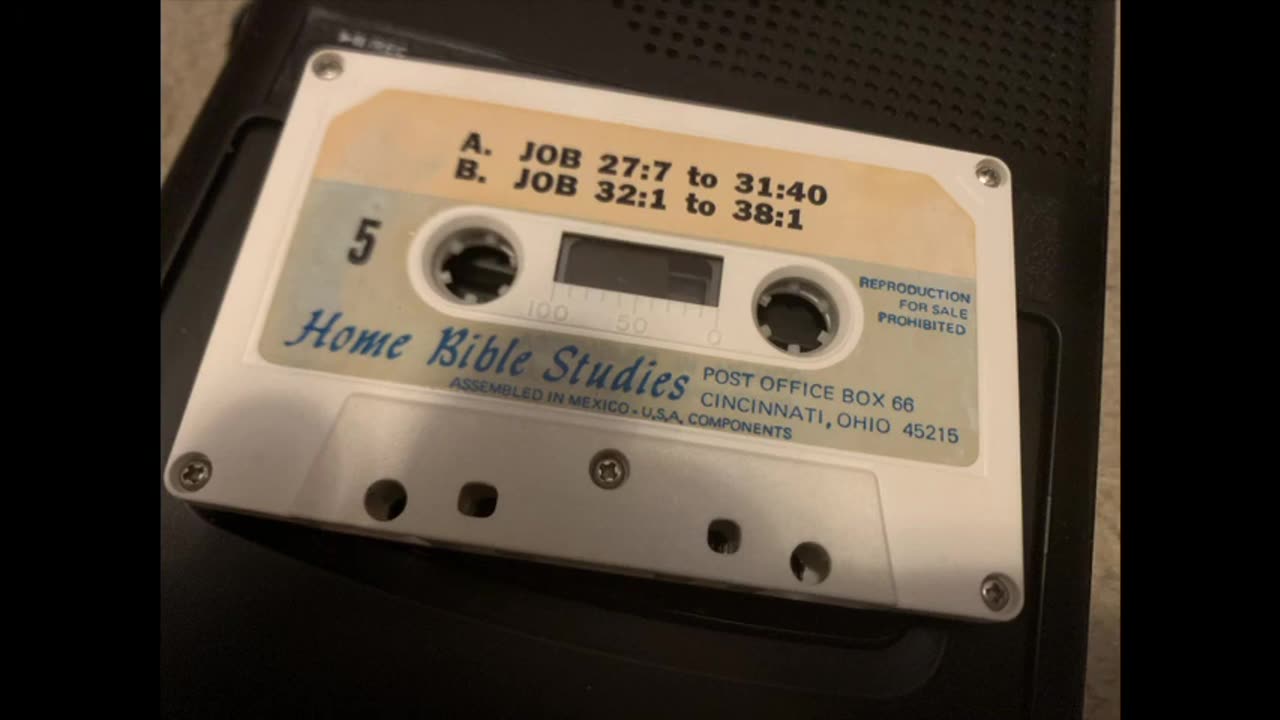 A. JOB 27:7 to 31:40
B. JOB 32:1 to 38:1
5
REPRODUCTION
FOR SALE
PROHIBITED
100 50 0
Home Bible Studies
POST OFFICE BOX 66
CINCINNATI, OHIO 45215
ASSEMBLED IN MEXICO - U.S.A. COMPONENTS